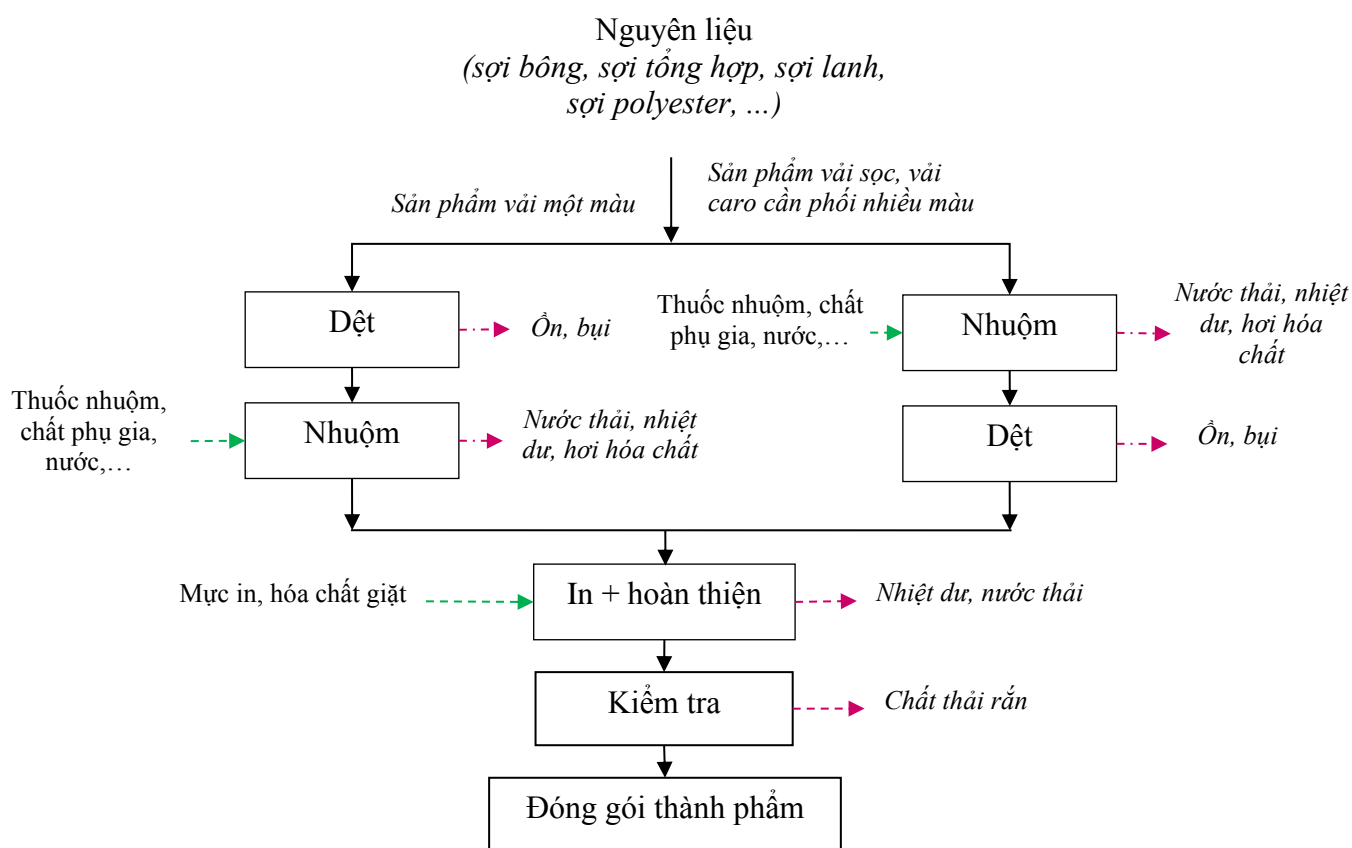 Nguyên liệu
(sợi bông, sợi tổng hợp, sợi lanh,
sợi polyester, ...)
Sản phẩm vải một màu
Sản phẩm vải sọc, vải
caro cần phối nhiều màu
Dệt
Ồn, bụi
Thuốc nhuộm, chất
phụ gia, nước,…
Nhuộm
Nước thải, nhiệt
dư, hơi hóa
chất
Thuốc nhuộm,
chất phụ gia,
nước,…
Nhuộm
Nước thải, nhiệt
dư, hơi hóa chất
Dệt
Ồn, bụi
Mực in, hóa chất giặt
In + hoàn thiện
Nhiệt dư, nước thải
Kiểm tra
Chất thải rắn
Đóng gói thành phẩm